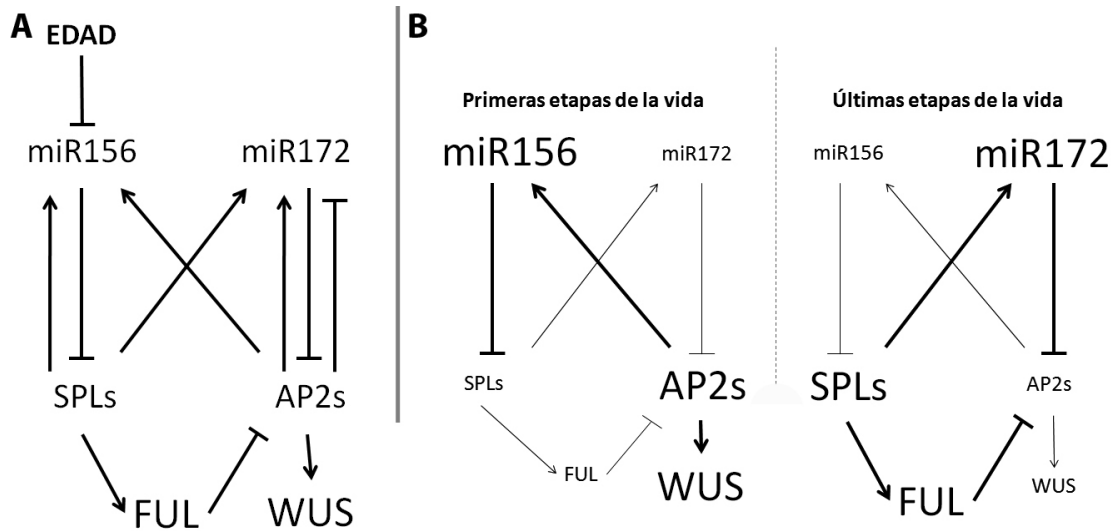 A
EDAD
miR156
miR172
SPLs
AP2s
FUL
WUS
B
Primeras etapas de la vida
miR156
miR172
SPLs
AP2s
FUL
WUS
Últimas etapas de la vida
miR156
miR172
SPLs
AP2s
FUL
WUS